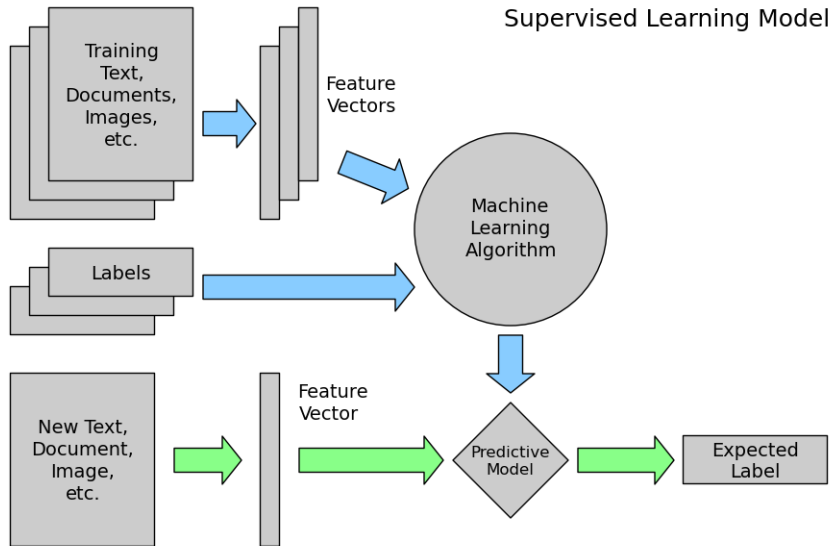 Supervised Learning Model
Training
Text,
Documents,
Images,
etc.
Feature
Vectors
Machine
Learning
Algorithm
Labels
New Text,
Document,
Image,
etc.
Feature
Vector
Predictive
Model
Expected
Label